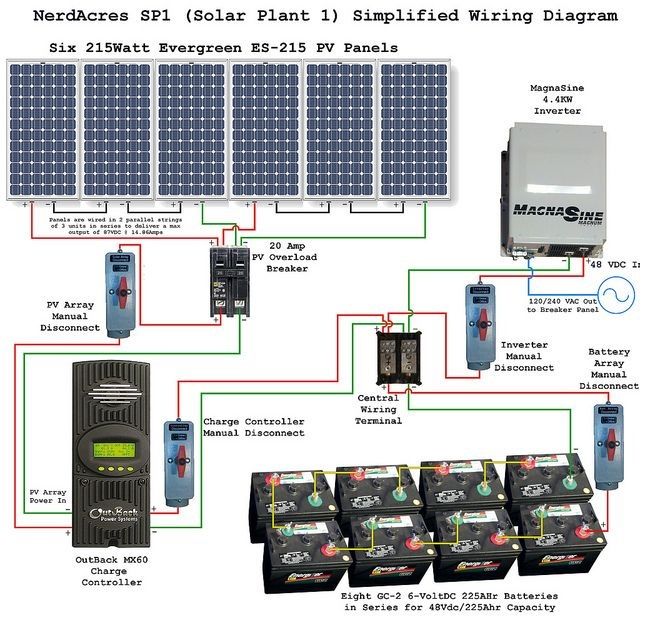 NerdAcres SP1 (Solar Plant 1) Simplified Wiring Diagram
Six 215Watt Evergreen ES-215 PV Panels
MagnaSine
4.4KW
Inverter
MAGNASINE
MAGNUM
+ - + - + - + - + - + -
Panels are wired in 2 parallel strings
of 3 units in series to deliver a max
output of 87VDC @ 14.86Amps
+ -
20 Amp
PV Overload
Breaker
- +
48 VDC In
120/240 VAC Out
to Breaker Panel
PV Array
Manual
Disconnect
+ -
Inverter
Manual
Disconnect
Battery
Array
Manual
Disconnect
Central
Wiring
Terminal
Charge Controller
Manual Disconnect
PV Array
Power In
OutBack
Power Systems
OutBack MX60
Charge
Controller
Energizer
Eight GC-2 6-VoltDC 225AHr Batteries
in Series for 48Vdc/225Ahr Capacity